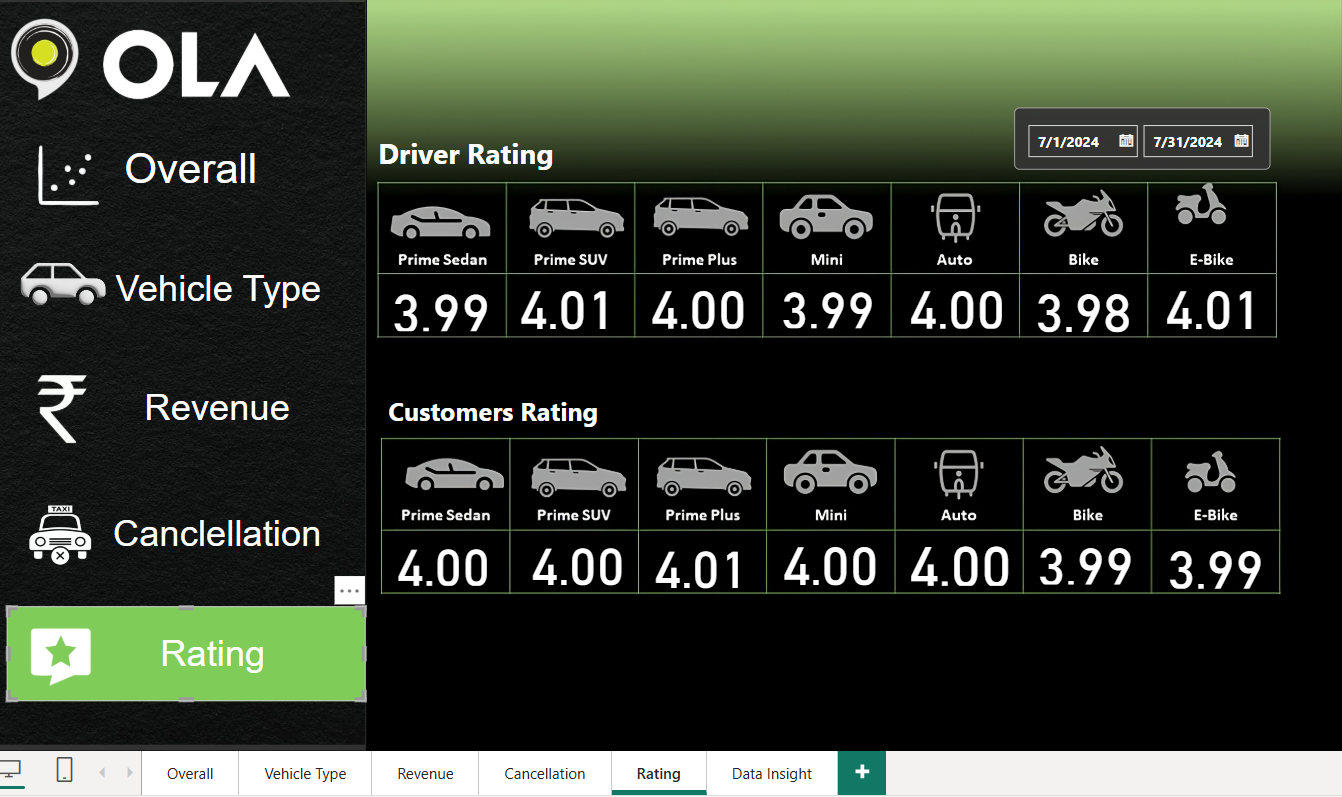 OLA
Overall
Vehicle Type
₹ Revenue
TAXI
Canclellation
Rating
7/1/2024 7/31/2024
Driver Rating
Prime Sedan Prime SUV Prime Plus Mini Auto Bike E-Bike
3.99 4.01 4.00 3.99 4.00 3.98 4.01
Customers Rating
Prime Sedan Prime SUV Prime Plus Mini Auto Bike E-Bike
4.00 4.00 4.01 4.00 4.00 3.99 3.99
Overall Vehicle Type Revenue Cancellation Rating Data Insight +